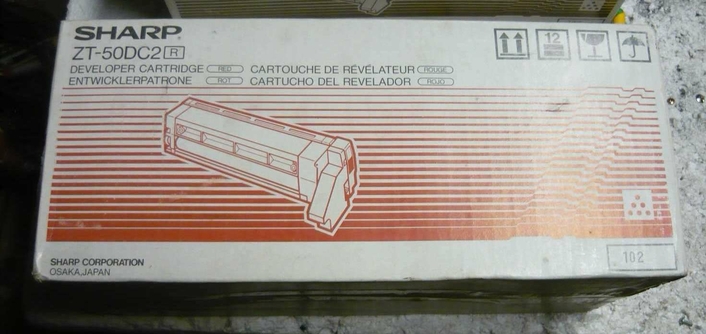 SHARP
ZT-50DC2 R
DEVELOPER CARTRIDGE RED CARTOUCHE DE RÉVÉLATEUR ROUGE
ENTWICKLERPATRONE ROT CARTUCHO DEL REVELADOR ROJO
12
SHARP CORPORATION
OSAKA,JAPAN
102